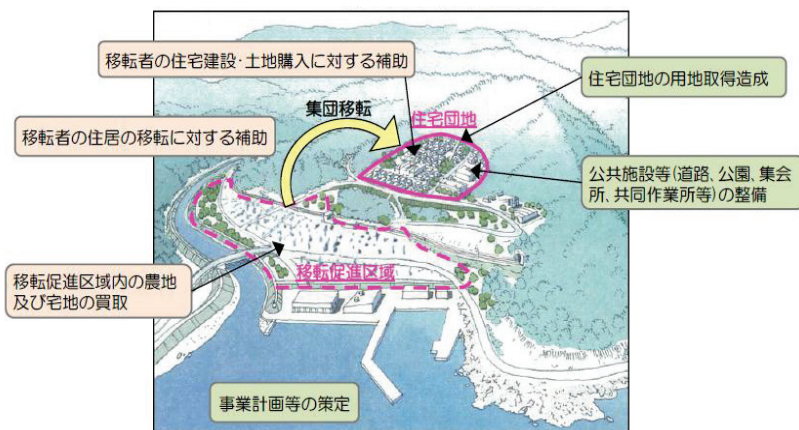 移転者の住宅建設・土地購入に対する補助
住宅団地の用地取得造成
集団移転
住宅団地
移転者の住居の移転に対する補助
公共施設等(道路、公園、集会
所、共同作業所等)の整備
移転促進区域
移転促進区域内の農地
及び宅地の買取
事業計画等の策定